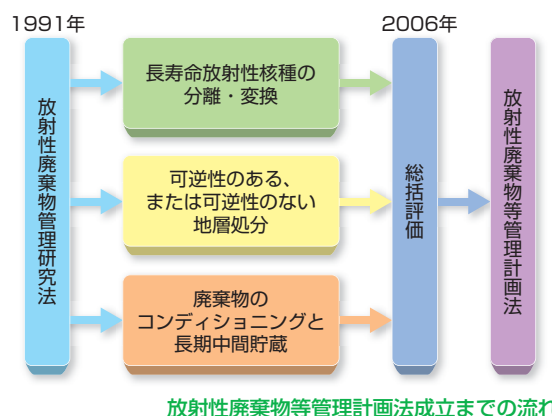 1991年
2006年
放射性廃棄物管理研究法
長寿命放射性核種の
分離・変換
可逆性のある、
または可逆性のない
地層処分
廃棄物の
コンディショニングと
長期中間貯蔵
総括評価
放射性廃棄物等管理計画法
放射性廃棄物等管理計画法成立までの流れ